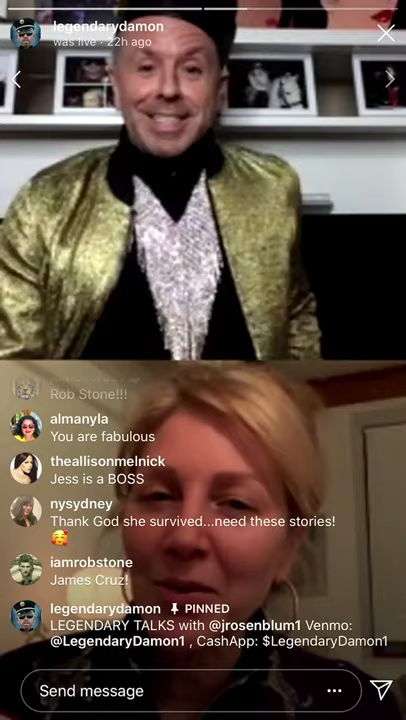 legendarydamon
was live · 22h ago
Rob Stone!!!
almanyla
You are fabulous
theallisonmelnick
Jess is a BOSS
nysydney
Thank God she survived...need these stories!
🥰
iamrobstone
James Cruz!
legendarydamon PINNED
LEGENDARY TALKS with @jrosenblum1 Venmo:
@LegendaryDamon1 , CashApp: $LegendaryDamon1
Send message